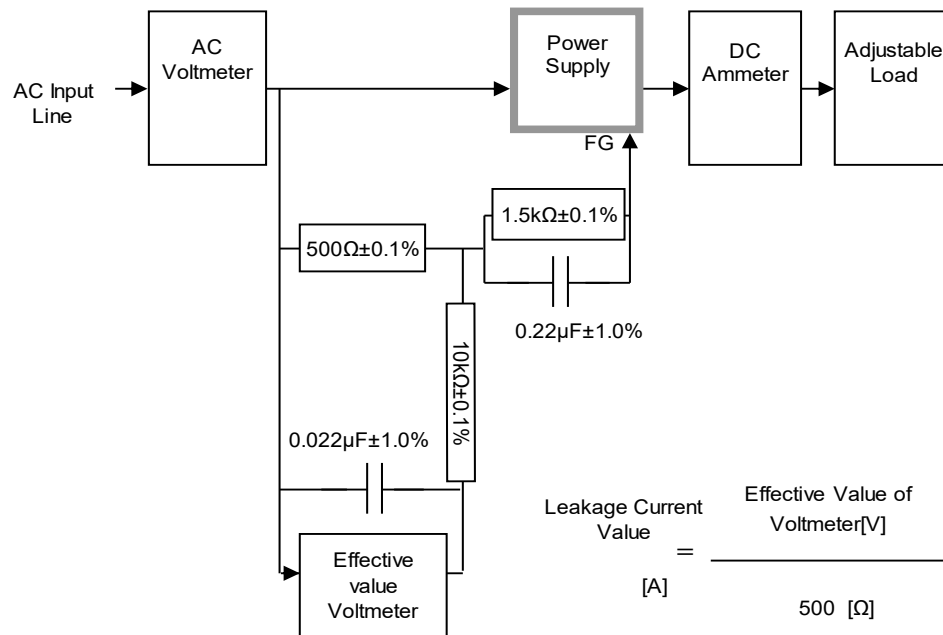 AC
Voltmeter
Power
Supply
DC
Ammeter
Adjustable
Load
AC Input
Line
FG
1.5kΩ±0.1%
500Ω±0.1%
0.22µF±1.0%
10kΩ±0.1%
0.022µF±1.0%
Effective
value
Voltmeter
Leakage Current
Value
[A]
=
Effective Value of
Voltmeter[V]
500 [Ω]